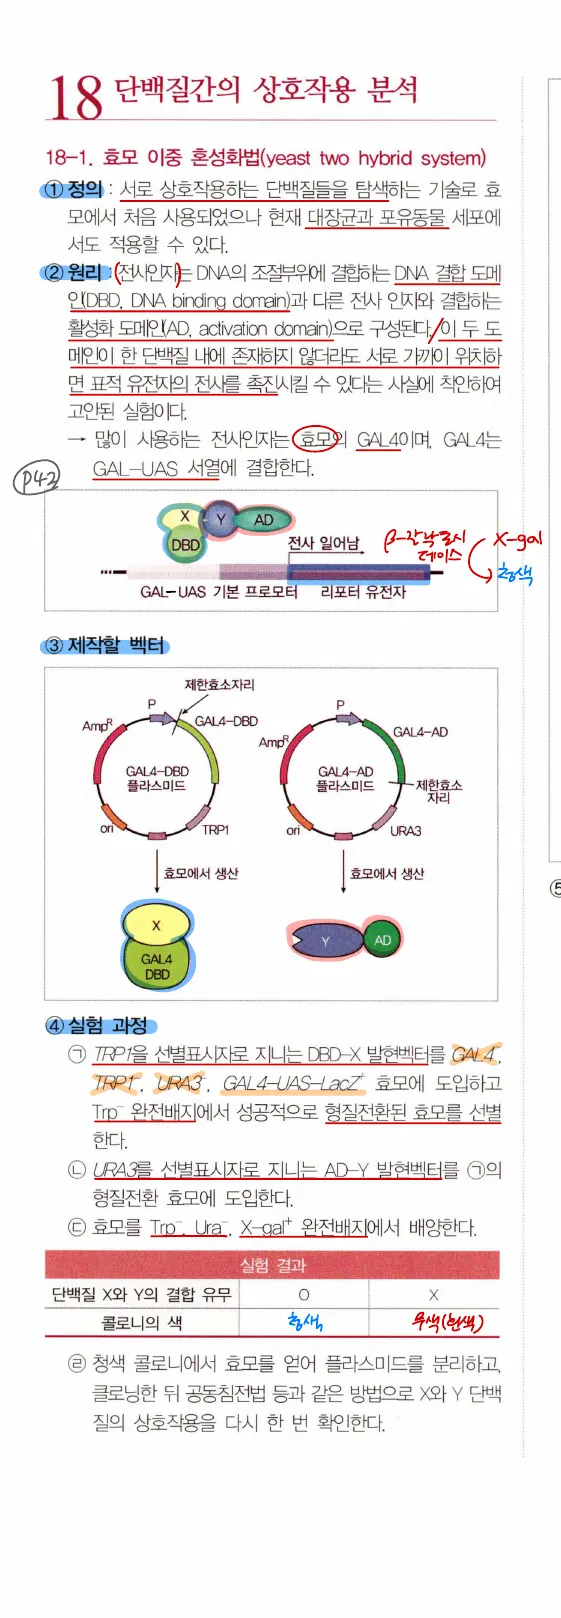 18 단백질간의 상호작용 분석
18-1. 효모 이중 혼성화법(yeast two hybrid system)
① 정의 : 서로 상호작용하는 단백질들을 탐색하는 기술로 효
모에서 처음 사용되었으나 현재 대장균과 포유동물 세포에
서도 적용할 수 있다.
② 원리 : (전사인자)는 DNA의 조절부위에 결합하는 DNA 결합 도메
인(DBD, DNA binding domain)과 다른 전사 인자와 결합하는
활성화 도메인(AD, activation domain)으로 구성된다. / 이 두 도
메인이 한 단백질 내에 존재하지 않더라도 서로 가까이 위치하
면 표적 유전자의 전사를 촉진시킬 수 있다는 사실에 착안하여
고안된 실험이다.
→ 많이 사용하는 전사인자는 효모의 GAL4이며, GAL4는
GAL-UAS 서열에 결합한다.
P42
X Y AD
DBD
전사 일어남
β-갈락토시
데이스
X-gal
청색
GAL-UAS 기본 프로모터 리포터 유전자
③ 제작할 벡터
제한효소자리
P
GAL4-DBD
Amp^R
GAL4-DBD
플라스미드
ori
TRP1
P
GAL4-AD
Amp^R
GAL4-AD
플라스미드
제한효소
자리
ori
URA3
효모에서 생산
효모에서 생산
X
GAL4
DBD
Y AD
④ 실험 과정
㉠ TRP1을 선별표시자로 지니는 DBD-X 발현벡터를 GAL4⁻,
TRP1⁻, URA3⁻, GAL4-UAS-LacZ⁺ 효모에 도입하고
Trp⁻ 완전배지에서 성공적으로 형질전환된 효모를 선별
한다.
㉡ URA3를 선별표시자로 지니는 AD-Y 발현벡터를 ㉠의
형질전환 효모에 도입한다.
㉢ 효모를 Trp⁻, Ura⁻, X-gal⁺ 완전배지에서 배양한다.
실험 결과
단백질 X와 Y의 결합 유무 O X
콜로니의 색 청색 무색(흰색)
㉣ 청색 콜로니에서 효모를 얻어 플라스미드를 분리하고,
클로닝한 뒤 공동침전법 등과 같은 방법으로 X와 Y 단백
질의 상호작용을 다시 한 번 확인한다.
⑤